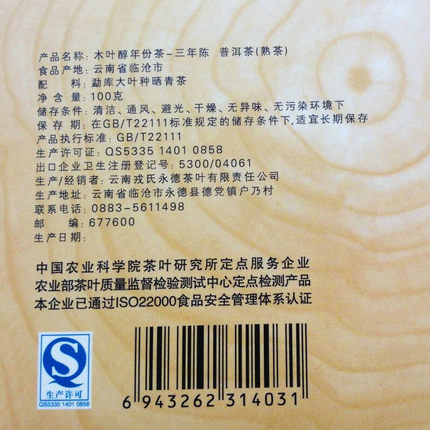 产品名称: 木叶醇年份茶-三年陈 普洱茶(熟茶)
食品产地: 云南省临沧市
配 料: 勐库大叶种晒青茶
净 含 量: 100克
储存条件: 清洁、通风、避光、干燥、无异味、无污染环境下
保 存 期: 在GB/T22111标准规定的储存条件下,适宜长期保存
产品执行标准: GB/T22111
生产许可证: QS5335 1401 0858
出口企业卫生注册登记号: 5300/04061
生产/经销者: 云南戎氏永德茶叶有限责任公司
生产地址: 云南省临沧市永德县德党镇户乃村
联系电话: 0883-5611498
邮 编: 677600
生产日期:
中国农业科学院茶叶研究所定点服务企业
农业部茶叶质量监督检验测试中心定点检测产品
本企业已通过ISO22000食品安全管理体系认证
生产许可
QS5335 1401 0858
6 943262 314031